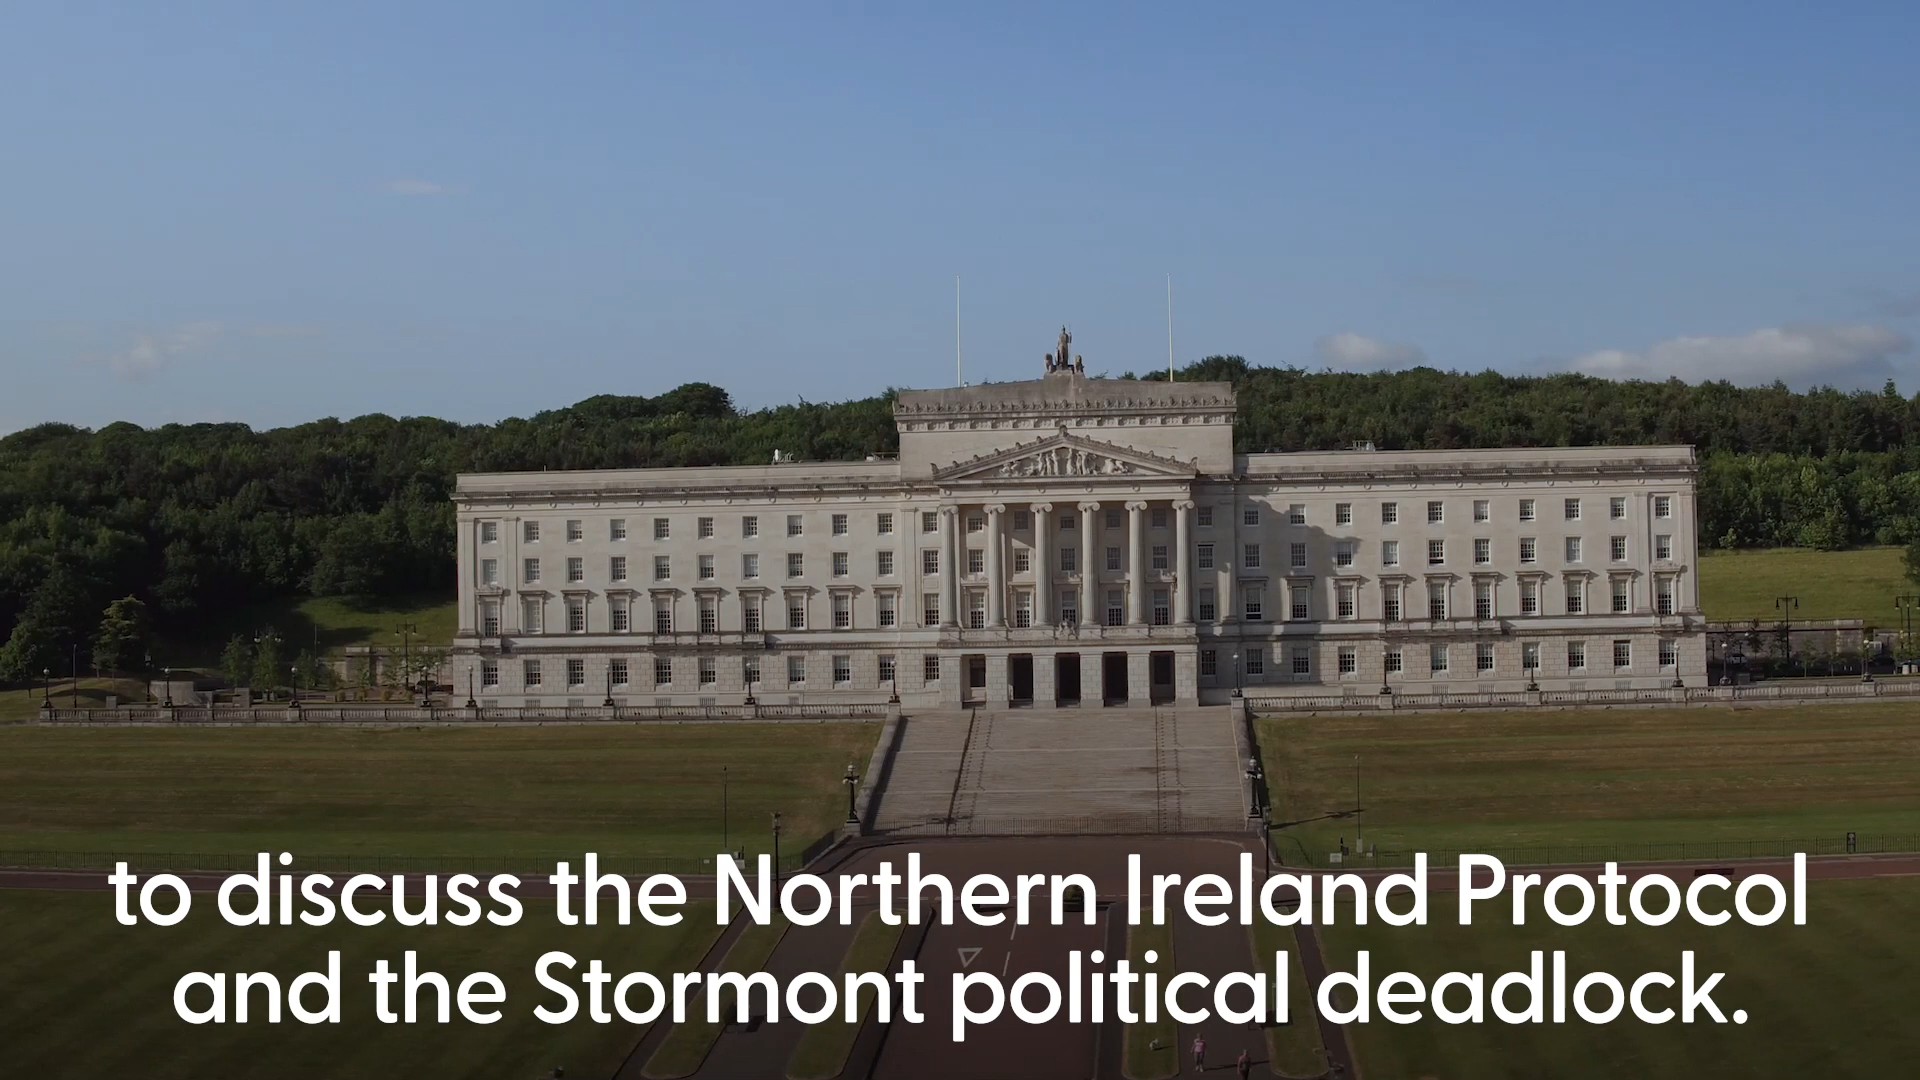 to discuss the Northern Ireland Protocol
and the Stormont political deadlock.